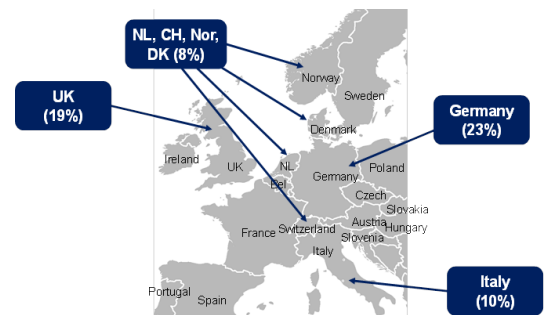 NL, CH, Nor,
DK (8%)
UK
(19%)
Germany
(23%)
Italy
(10%)
Norway
Sweden
Denmark
Ireland
UK
NL
Bel
Germany
Poland
Czech
Slovakia
Austria
Hungary
Slovenia
Switzerland
France
Italy
Portugal
Spain